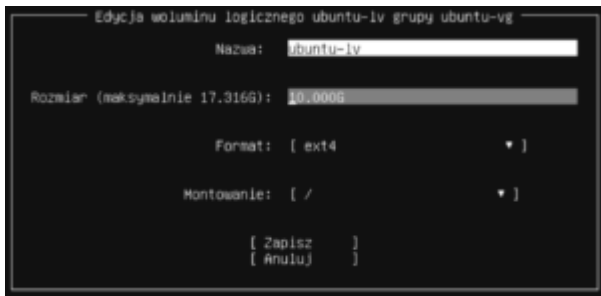 Edycja woluminu logicznego ubuntu-lv grupy ubuntu-vg
Nazwa: ubuntu-lv
Rozmiar (maksymalnie 17.316G): 10.000G
Format: [ ext4 ▾ ]
Montowanie: [ / ▾ ]
[ Zapisz ]
[ Anuluj ]